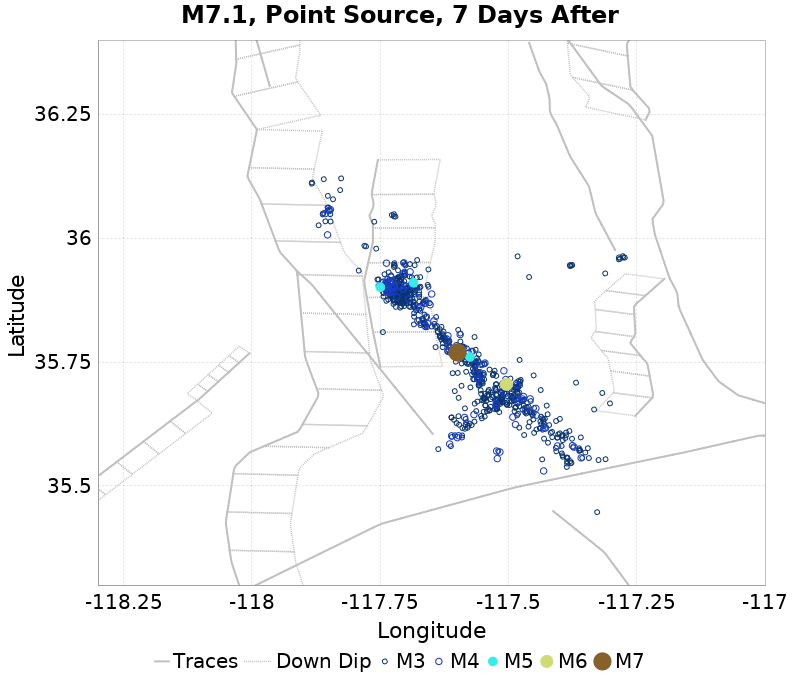 M7.1, Point Source, 7 Days After
36.25
36
35.75
35.5
Latitude
-118.25 -118 -117.75 -117.5 -117.25 -117
Longitude
Traces Down Dip M3 M4 M5 M6 M7